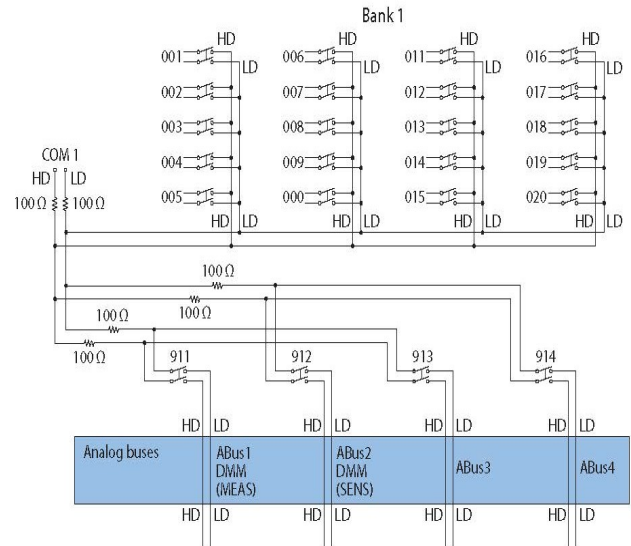 Bank 1
HD HD HD HD
001 006 011 016
LD LD LD LD
002 007 012 017
003 008 013 018
COM 1
004 009 014 019
HD LD
005 000 015 020
100 Ω 100 Ω
HD LD HD LD HD LD HD LD
100 Ω
100 Ω
100 Ω
100 Ω
911 912 913 914
HD LD HD LD HD LD HD LD
Analog buses
ABus1
DMM
(MEAS)
ABus2
DMM
(SENS)
ABus3
ABus4
HD LD HD LD HD LD HD LD